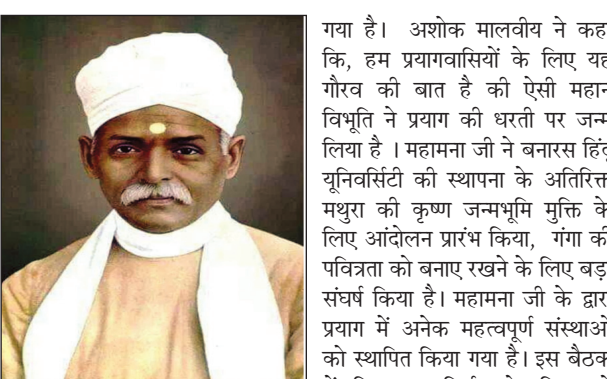 गया है। अशोक मालवीय ने कह
कि, हम प्रयागवासियों के लिए यह
गौरव की बात है की ऐसी महान
विभूति ने प्रयाग की धरती पर जन्म
लिया है । महामना जी ने बनारस हिंदू
यूनिवर्सिटी की स्थापना के अतिरिक्त
मथुरा की कृष्ण जन्मभूमि मुक्ति के
लिए आंदोलन प्रारंभ किया, गंगा की
पवित्रता को बनाए रखने के लिए बड़
संघर्ष किया है। महामना जी के द्वार
प्रयाग में अनेक महत्वपूर्ण संस्थाओ
को स्थापित किया गया है। इस बैठक